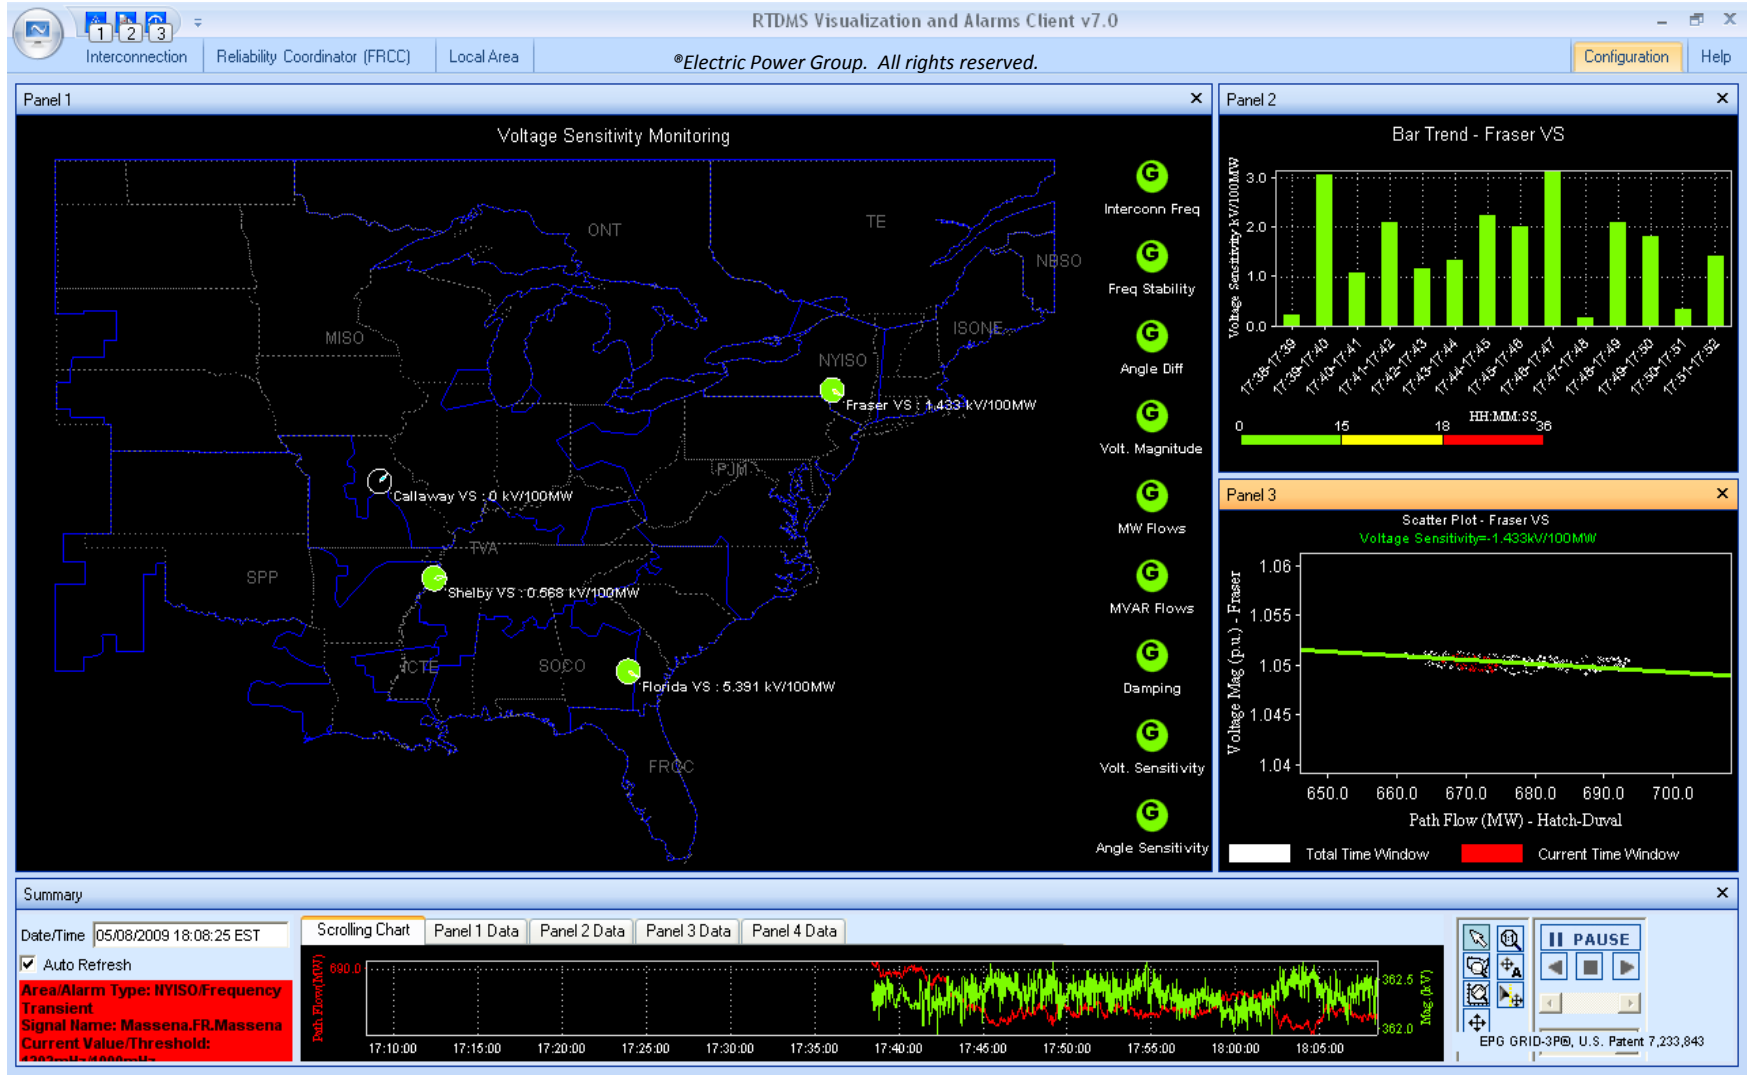 RTDMS Visualization and Alarms Client v7.0
1 2 3
Interconnection
Reliability Coordinator (FRCC)
Local Area
®Electric Power Group. All rights reserved.
Configuration
Help
Panel 1
Voltage Sensitivity Monitoring
ONT
TE
NBSO
MISO
ISONE
NYISO
Fraser VS : 1.433 kV/100MW
PJM
Callaway VS : 0 kV/100MW
TVA
SPP
Shelby VS : 0.568 kV/100MW
ICTE
SOCO
Florida VS : 5.391 kV/100MW
FRCC
G
Interconn Freq
G
Freq Stability
G
Angle Diff
G
Volt. Magnitude
G
MW Flows
G
MVAR Flows
G
Damping
G
Volt. Sensitivity
G
Angle Sensitivity
Panel 2
Bar Trend - Fraser VS
Voltage Sensitivity kV/100MW
3.0
2.0
1.0
0.0
17:38-17:39
17:39-17:40
17:40-17:41
17:41-17:42
17:42-17:43
17:43-17:44
17:44-17:45
17:45-17:46
17:46-17:47
17:47-17:48
17:48-17:49
17:49-17:50
17:50-17:51
17:51-17:52
HH:MM:SS
0 15 18 36
Panel 3
Scatter Plot - Fraser VS
Voltage Sensitivity=-1.433kV/100MW
Voltage Mag (p.u.) - Fraser
1.06
1.055
1.05
1.045
1.04
650.0 660.0 670.0 680.0 690.0 700.0
Path Flow (MW) - Hatch-Duval
Total Time Window
Current Time Window
Summary
Date/Time 05/08/2009 18:08:25 EST
Auto Refresh
Area/Alarm Type: NYISO/Frequency
Transient
Signal Name: Massena.FR.Massena
Current Value/Threshold:
1203mHz/1000mHz
Scrolling Chart
Panel 1 Data
Panel 2 Data
Panel 3 Data
Panel 4 Data
Path Flow(MW)
690.0
362.5
362.0
Mag (kV)
17:10:00 17:15:00 17:20:00 17:25:00 17:30:00 17:35:00 17:40:00 17:45:00 17:50:00 17:55:00 18:00:00 18:05:00
1:1
A
PAUSE
EPG GRID-3P®, U.S. Patent 7,233,843